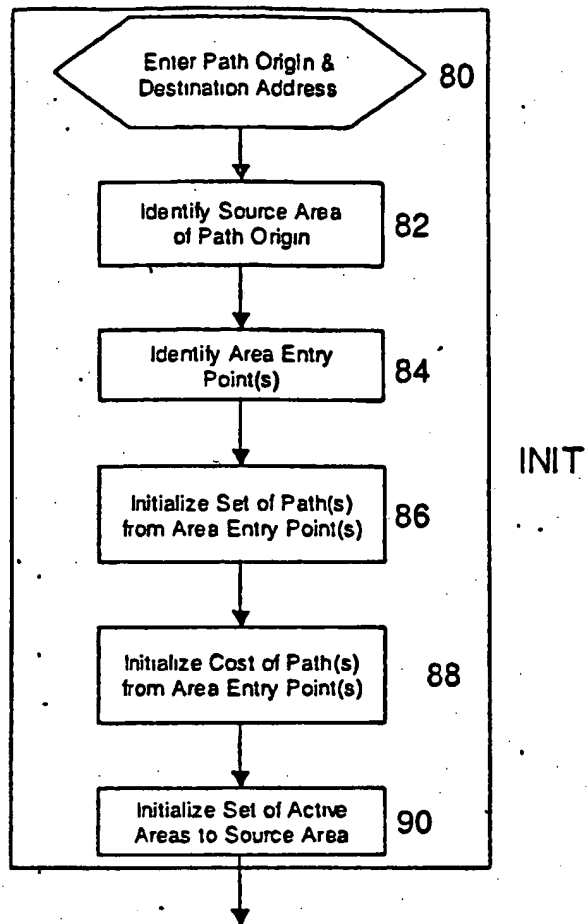 Enter Path Origin &
Destination Address
80
Identify Source Area
of Path Origin
82
Identify Area Entry
Point(s)
84
INIT
Initialize Set of Path(s)
from Area Entry Point(s)
86
Initialize Cost of Path(s)
from Area Entry Point(s)
88
Initialize Set of Active
Areas to Source Area
90